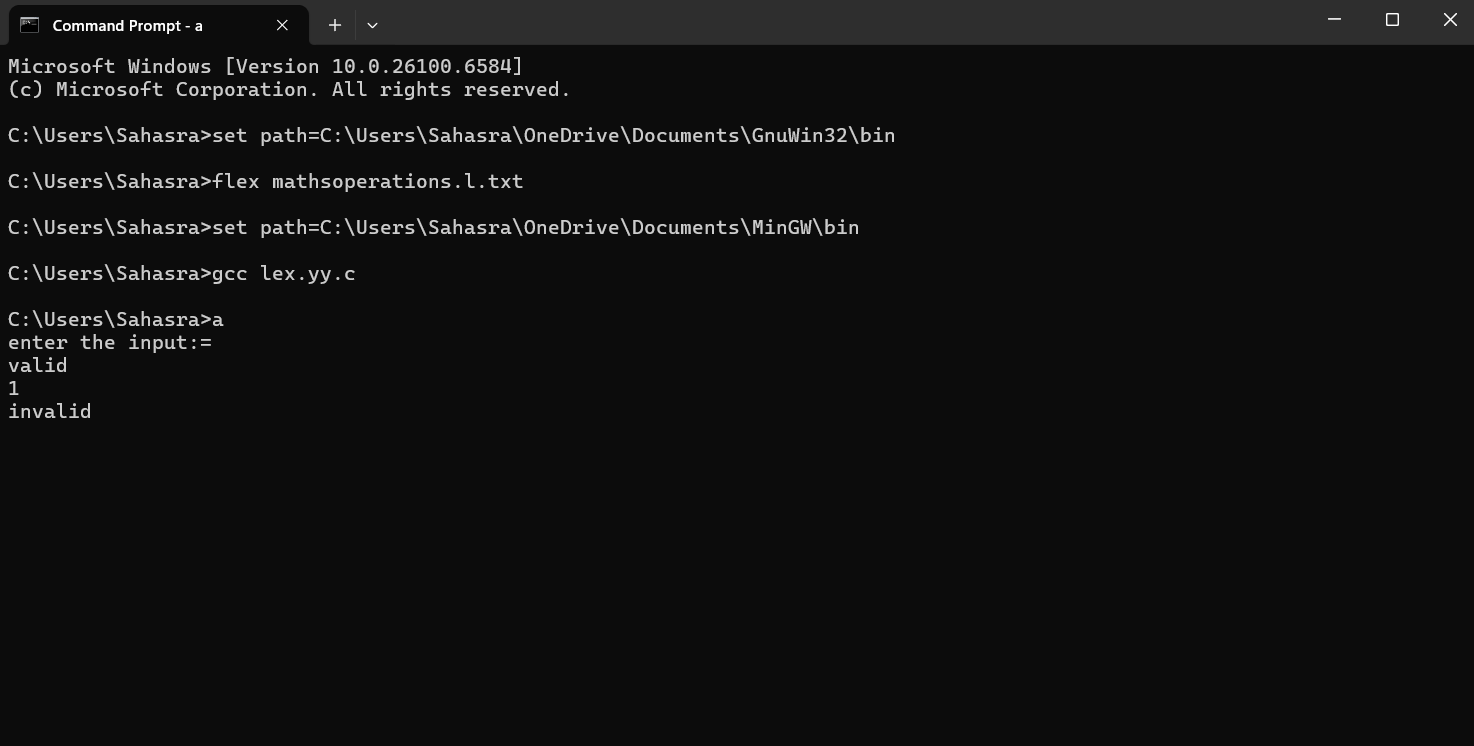 Command Prompt - a
Microsoft Windows [Version 10.0.26100.6584]
(c) Microsoft Corporation. All rights reserved.
C:\Users\Sahasra>set path=C:\Users\Sahasra\OneDrive\Documents\GnuWin32\bin
C:\Users\Sahasra>flex mathsoperations.l.txt
C:\Users\Sahasra>set path=C:\Users\Sahasra\OneDrive\Documents\MinGW\bin
C:\Users\Sahasra>gcc lex.yy.c
C:\Users\Sahasra>a
enter the input:=
valid
1
invalid